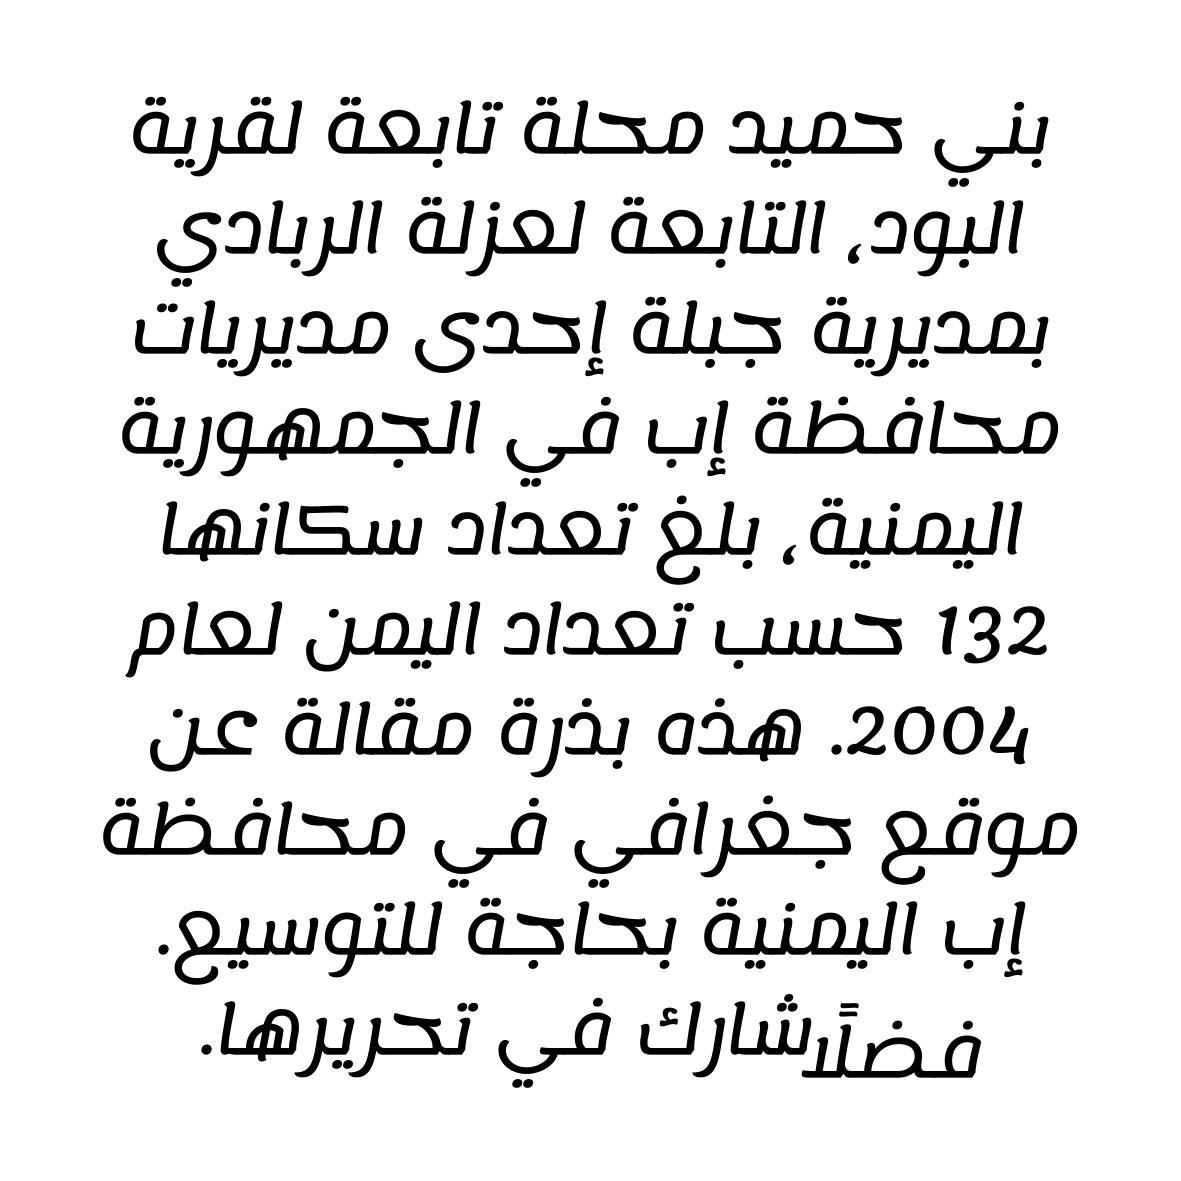 بني حميد محلة تابعة لقرية
البود، التابعة لعزلة الربادي
بمديرية جبلة إحدى مديريات
محافظة إب في الجمهورية
اليمنية، بلغ تعداد سكانها
132 حسب تعداد اليمن لعام
2004. هذه بذرة مقالة عن
موقع جغرافي في محافظة
إب اليمنية بحاجة للتوسيع.
فضلًا شارك في تحريرها.